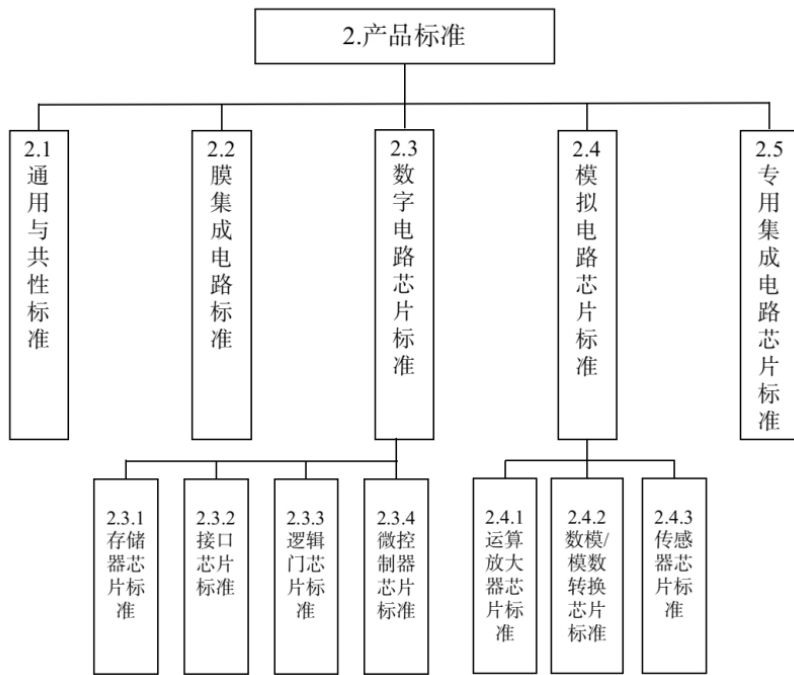 2.产品标准
2.1
通用与共性标准
2.2
膜集成电路标准
2.3
数字电路芯片标准
2.4
模拟电路芯片标准
2.5
专用集成电路芯片标准
2.3.1
存储
器芯
片标
准
2.3.2
接口
芯片
标准
2.3.3
逻辑
门芯
片标
准
2.3.4
微控
制器
芯片
标准
2.4.1
运算
放大
器芯
片标
准
2.4.2
数模/
模数
转换
芯片
标准
2.4.3
传感
器芯
片标
准